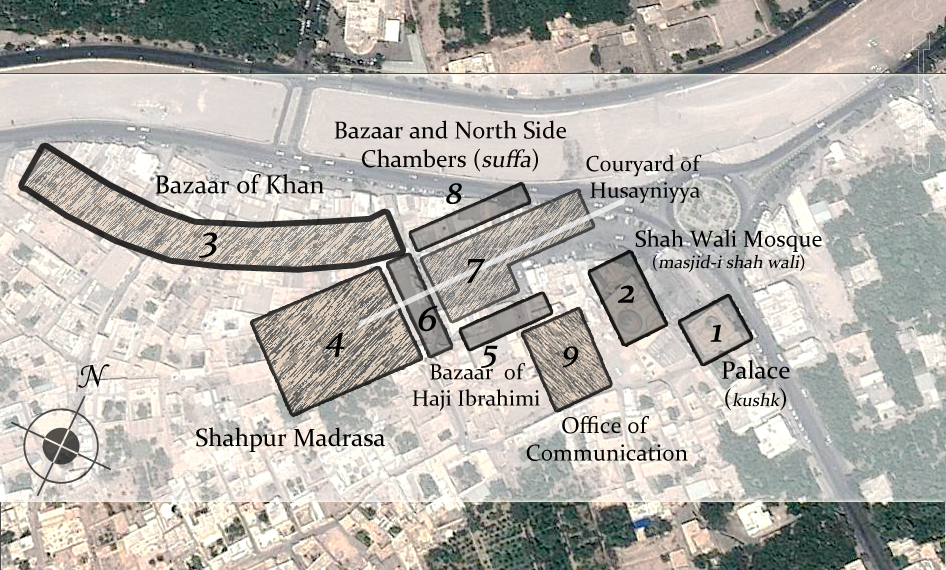 Bazaar and North Side
Chambers (suffa)
8
Couryard of
Husayniyya
Bazaar of Khan
3
7
Shah Wali Mosque
(masjid-i shah wali)
2
6
4
5
9
1
Bazaar of
Haji Ibrahimi
Palace
(kushk)
N
Shahpur Madrasa
Office of
Communication